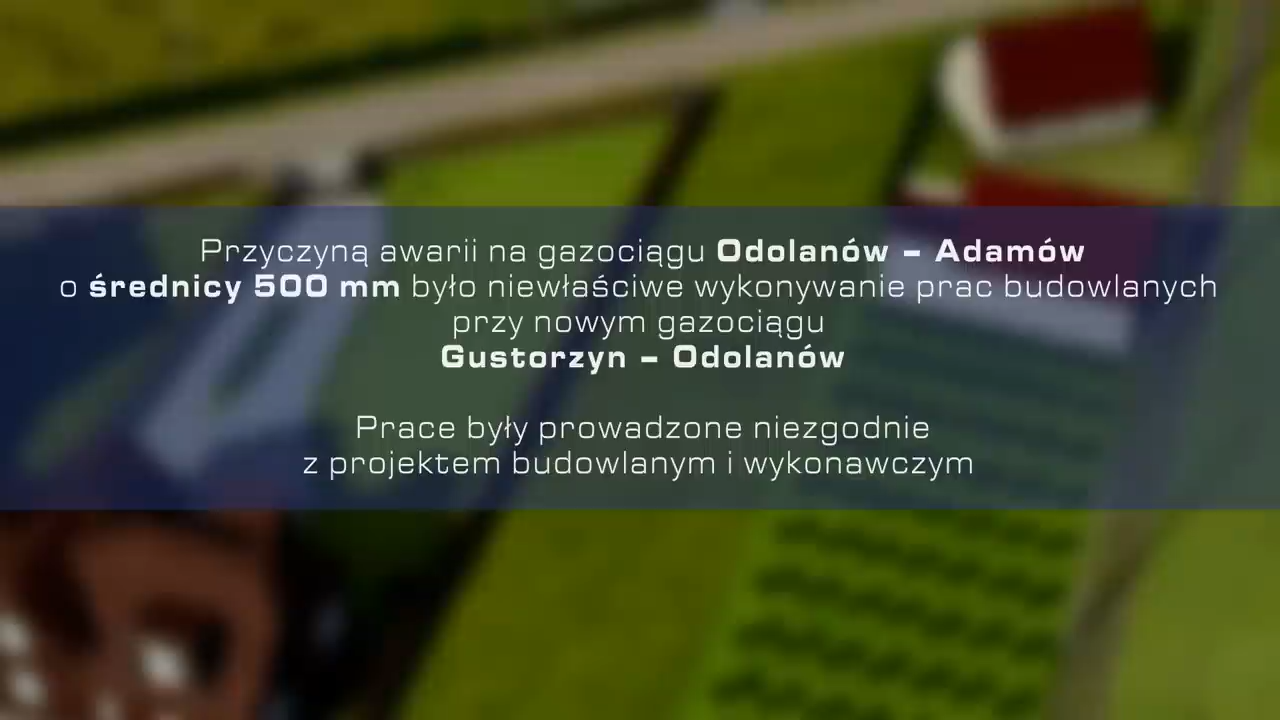 Przyczyną awarii na gazociągu Odolanów – Adamów
o średnicy 500 mm było niewłaściwe wykonywanie prac budowlanych
przy nowym gazociągu
Gustorzyn – Odolanów
Prace były prowadzone niezgodnie
z projektem budowlanym i wykonawczym